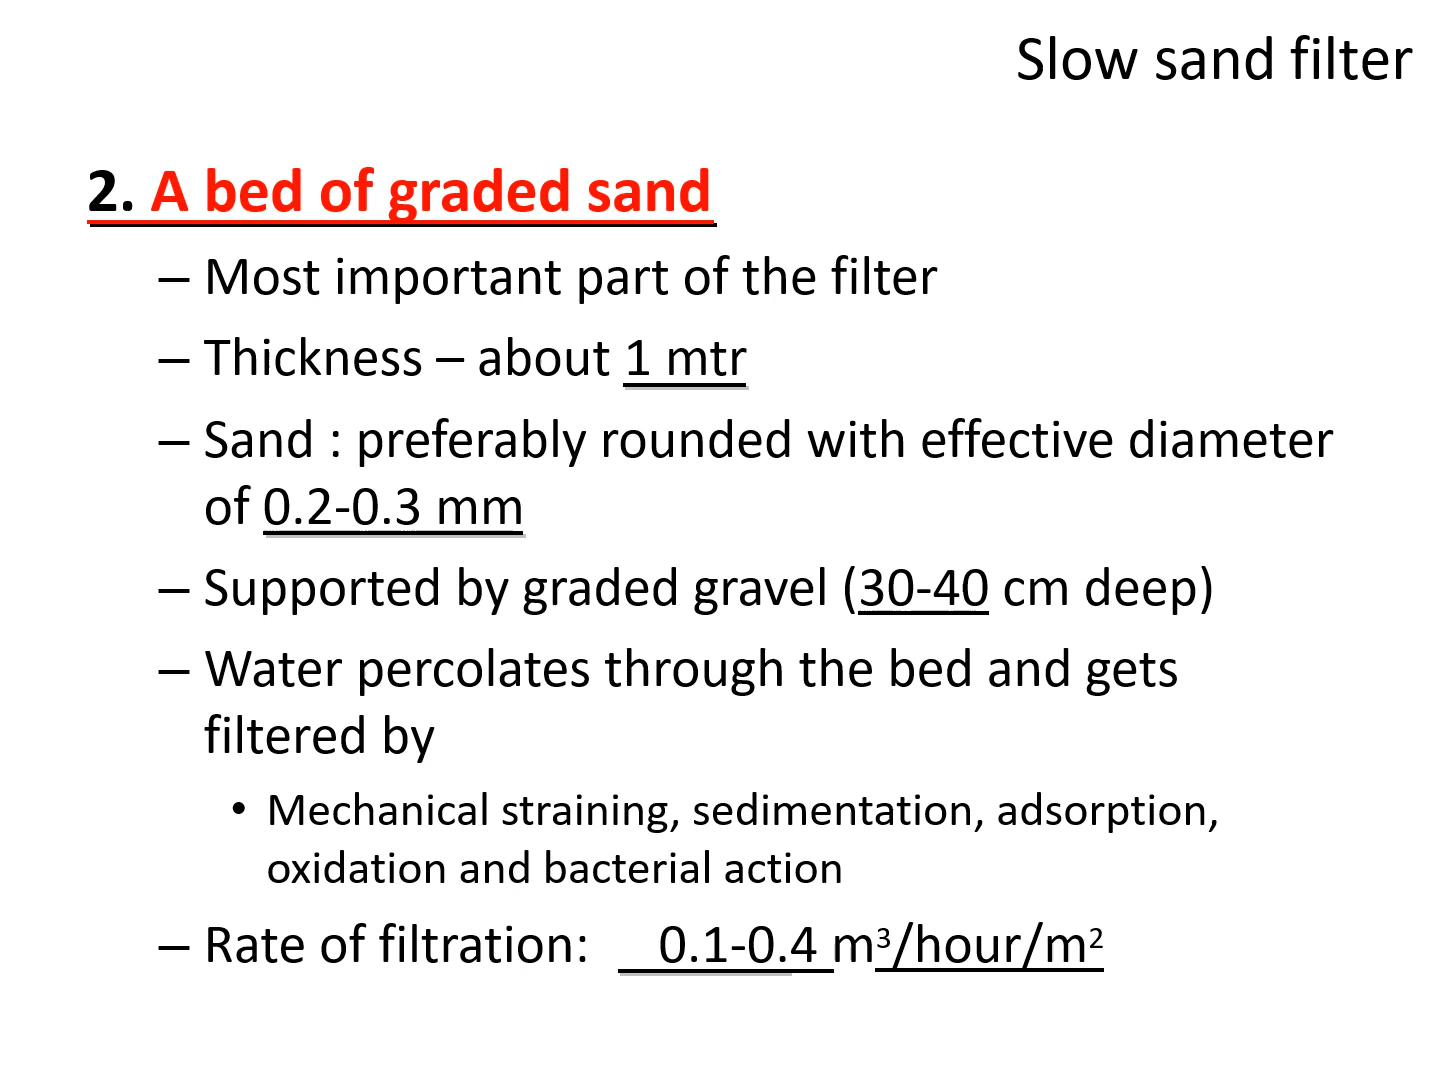 Slow sand filter
2. A bed of graded sand
– Most important part of the filter
– Thickness – about 1 mtr
– Sand : preferably rounded with effective diameter
of 0.2-0.3 mm
– Supported by graded gravel (30-40 cm deep)
– Water percolates through the bed and gets
filtered by
• Mechanical straining, sedimentation, adsorption,
oxidation and bacterial action
– Rate of filtration: 0.1-0.4 m³/hour/m²